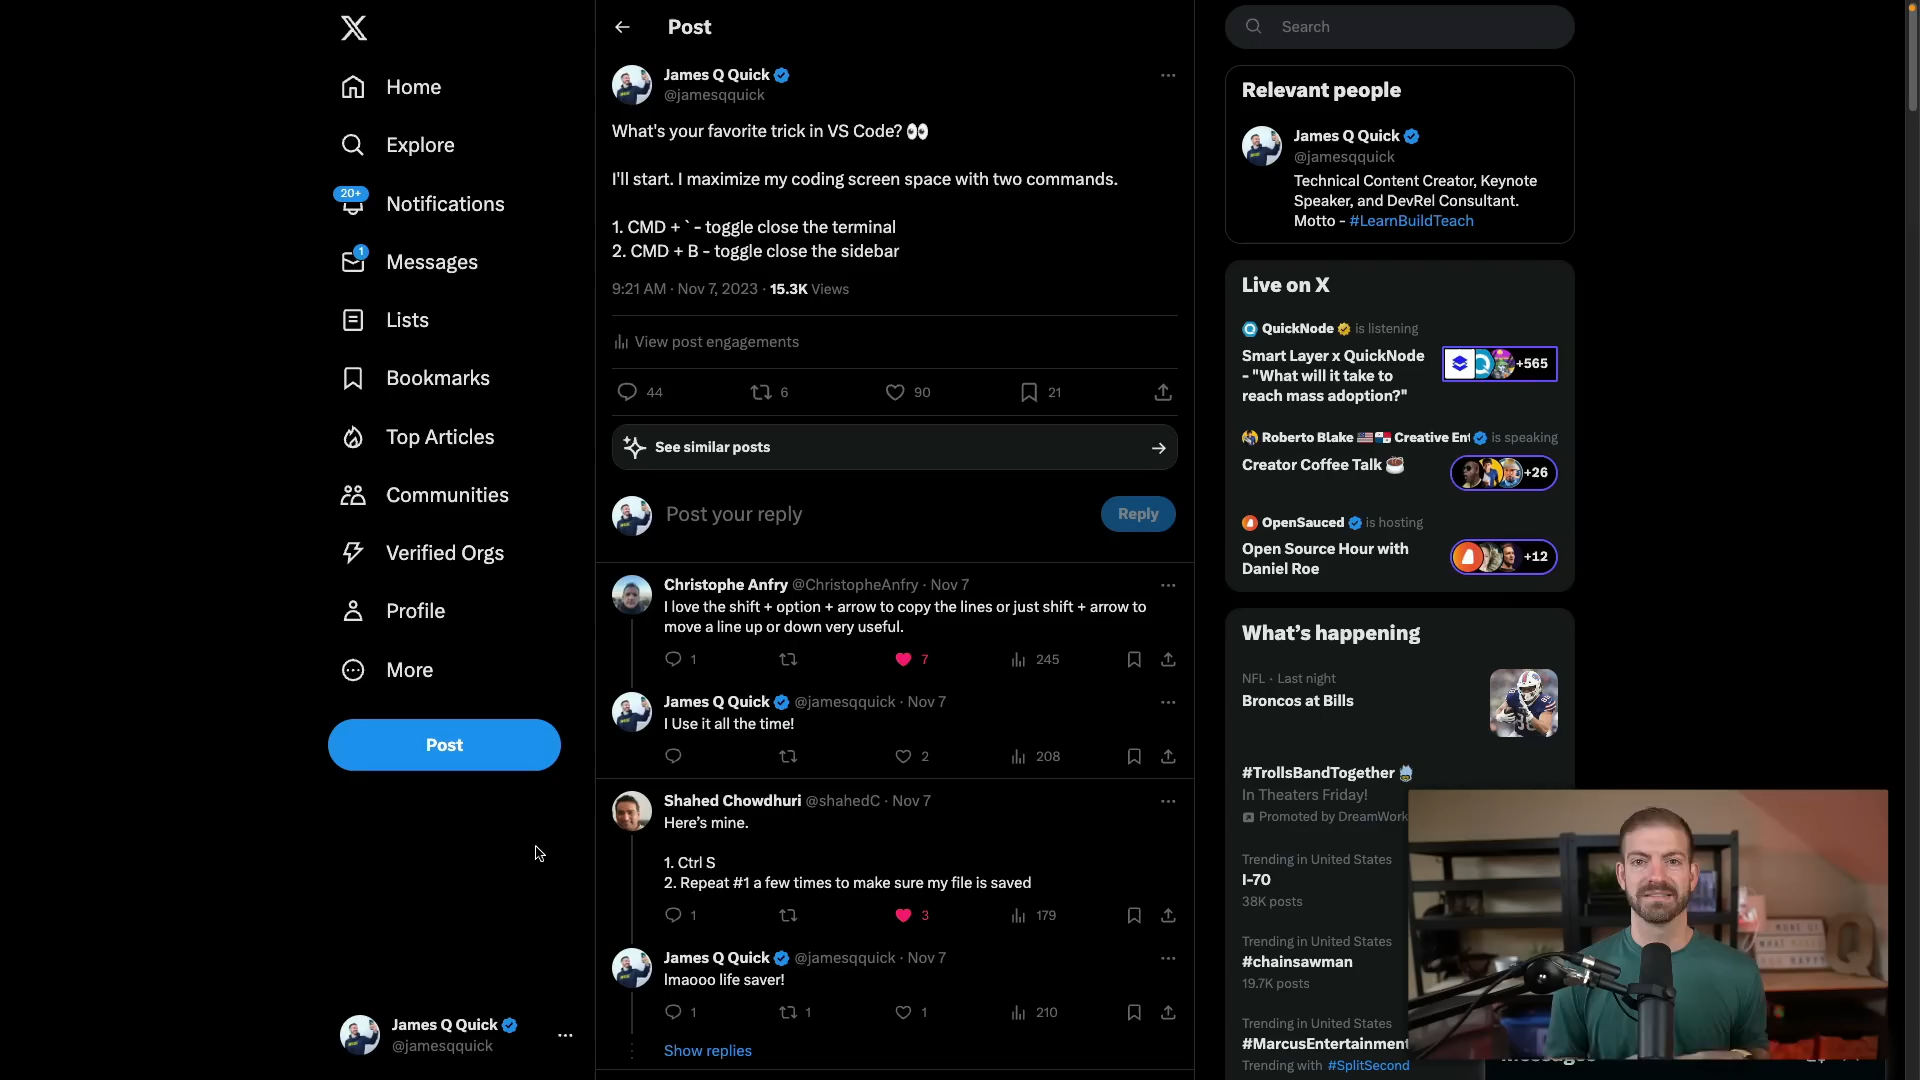 Home
Explore
20+
Notifications
1
Messages
Lists
Bookmarks
Top Articles
Communities
Verified Orgs
Profile
More
Post
James Q Quick
@jamesqquick
Post
James Q Quick
@jamesqquick
What's your favorite trick in VS Code? 👀
I'll start. I maximize my coding screen space with two commands.
1. CMD + ` - toggle close the terminal
2. CMD + B - toggle close the sidebar
9:21 AM · Nov 7, 2023 · 15.3K Views
View post engagements
44 6 90 21
See similar posts
Post your reply
Reply
Christophe Anfry @ChristopheAnfry · Nov 7
I love the shift + option + arrow to copy the lines or just shift + arrow to
move a line up or down very useful.
1 7 245
James Q Quick @jamesqquick · Nov 7
I Use it all the time!
2 208
Shahed Chowdhuri @shahedC · Nov 7
Here's mine.
1. Ctrl S
2. Repeat #1 a few times to make sure my file is saved
1 3 179
James Q Quick @jamesqquick · Nov 7
lmaooo life saver!
1 1 1 210
Show replies
Search
Relevant people
James Q Quick
@jamesqquick
Technical Content Creator, Keynote
Speaker, and DevRel Consultant.
Motto - #LearnBuildTeach
Live on X
QuickNode is listening
Smart Layer x QuickNode
- "What will it take to
reach mass adoption?"
+565
Roberto Blake 🇺🇸🇵🇦 Creative Ent is speaking
Creator Coffee Talk ☕
+26
OpenSauced is hosting
Open Source Hour with
Daniel Roe
+12
What's happening
NFL · Last night
Broncos at Bills
#TrollsBandTogether
In Theaters Friday!
Promoted by DreamWork
Trending in United States
I-70
38K posts
Trending in United States
#chainsawman
19.7K posts
Trending in United States
#MarcusEntertainment
Trending with #SplitSecond